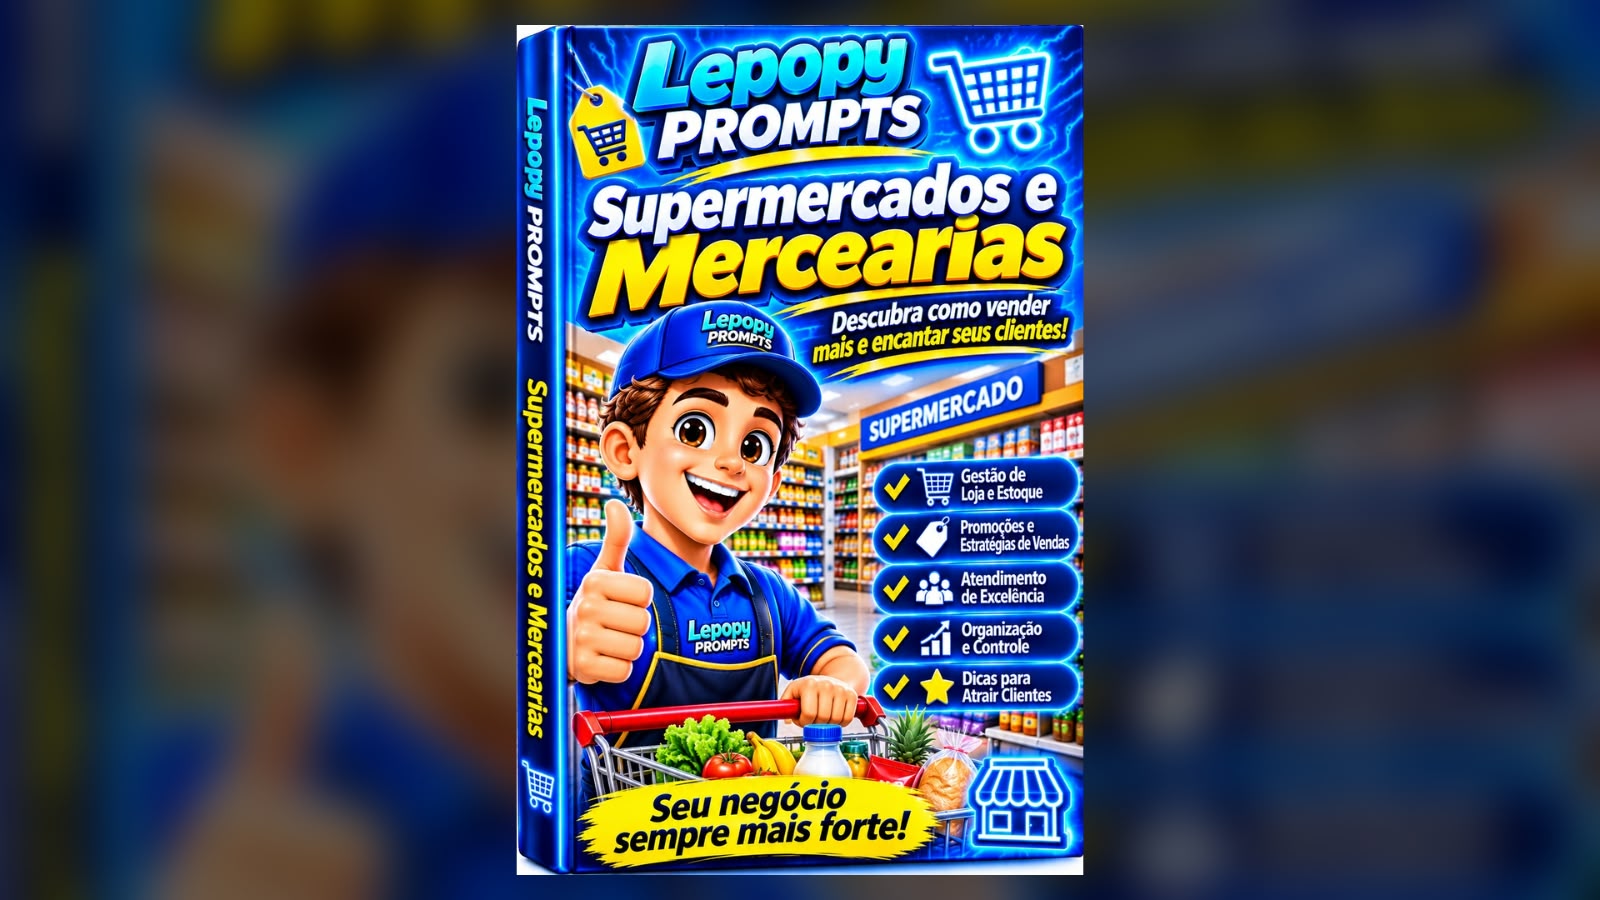 Lepopy
PROMPTS
Supermercados e
Mercearias
Descubra como vender
mais e encantar seus clientes!
Lepopy PROMPTS Supermercados e Mercearias
Lepopy
PROMPTS
SUPERMERCADO
Gestão de
Loja e Estoque
Promoções e
Estratégias de Vendas
Atendimento
de Excelência
Organização
e Controle
Dicas para
Atrair Clientes
Lepopy
PROMPTS
Seu negócio
sempre mais forte!